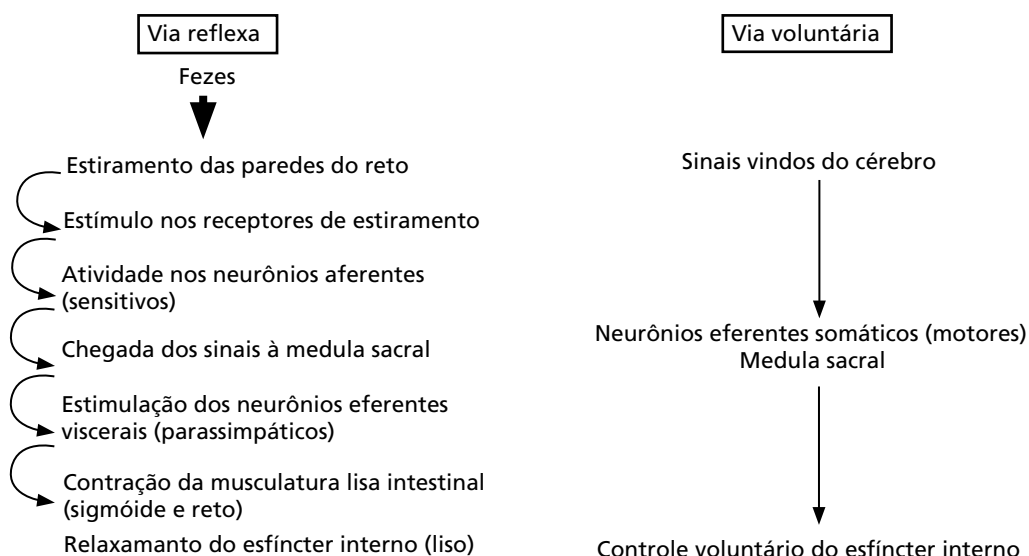 Via reflexa
Fezes
Estiramento das paredes do reto
Estímulo nos receptores de estiramento
Atividade nos neurônios aferentes
(sensitivos)
Chegada dos sinais à medula sacral
Estimulação dos neurônios eferentes
viscerais (parassimpáticos)
Contração da musculatura lisa intestinal
(sigmóide e reto)
Relaxamanto do esfíncter interno (liso)
Via voluntária
Sinais vindos do cérebro
Neurônios eferentes somáticos (motores)
Medula sacral
Controle voluntário do esfíncter interno